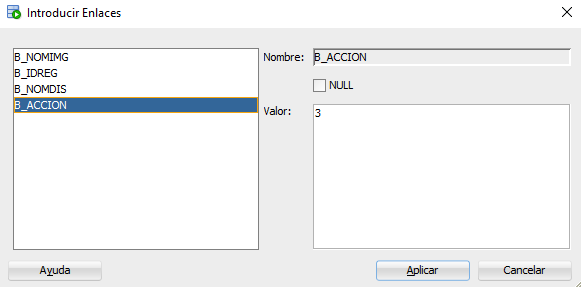 Introducir Enlaces
B_NOMIMG
B_IDREG
B_NOMDIS
B_ACCION
Nombre: B_ACCION
NULL
Valor: 3
Ayuda
Aplicar Cancelar